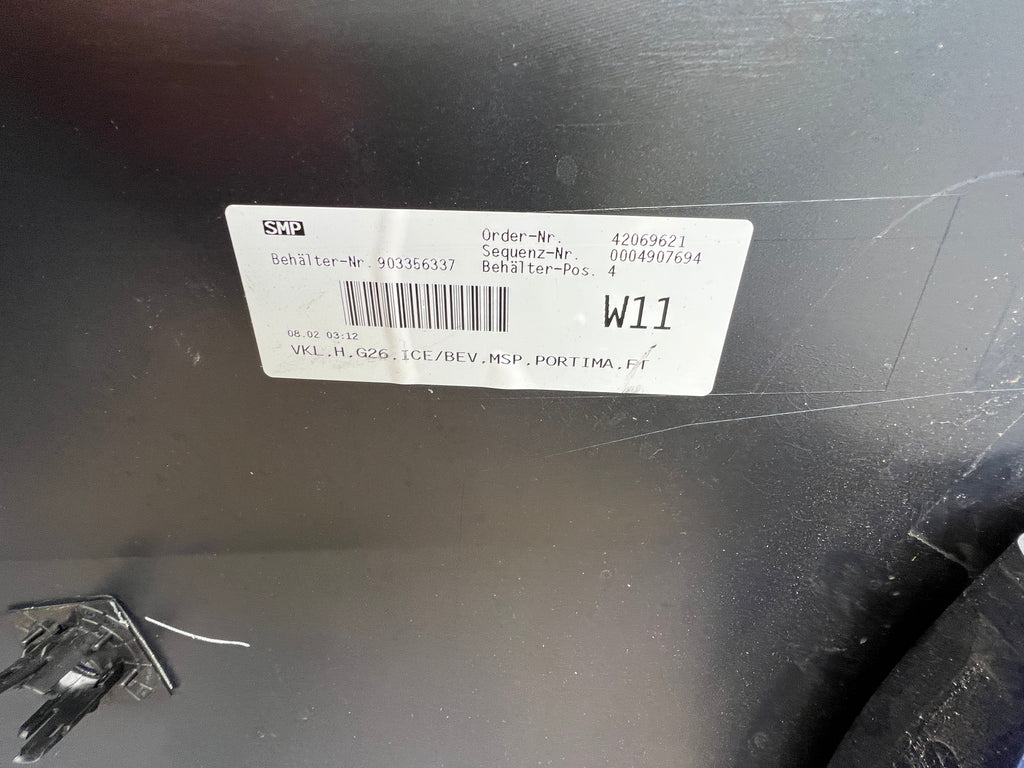 SMP
Order-Nr. 42069621
Sequenz-Nr. 0004907694
Behälter-Nr. 903356337
Behälter-Pos. 4
W11
08.02 03:12
VKL.H.G26.ICE/BEV.MSP.PORTIMA.FT